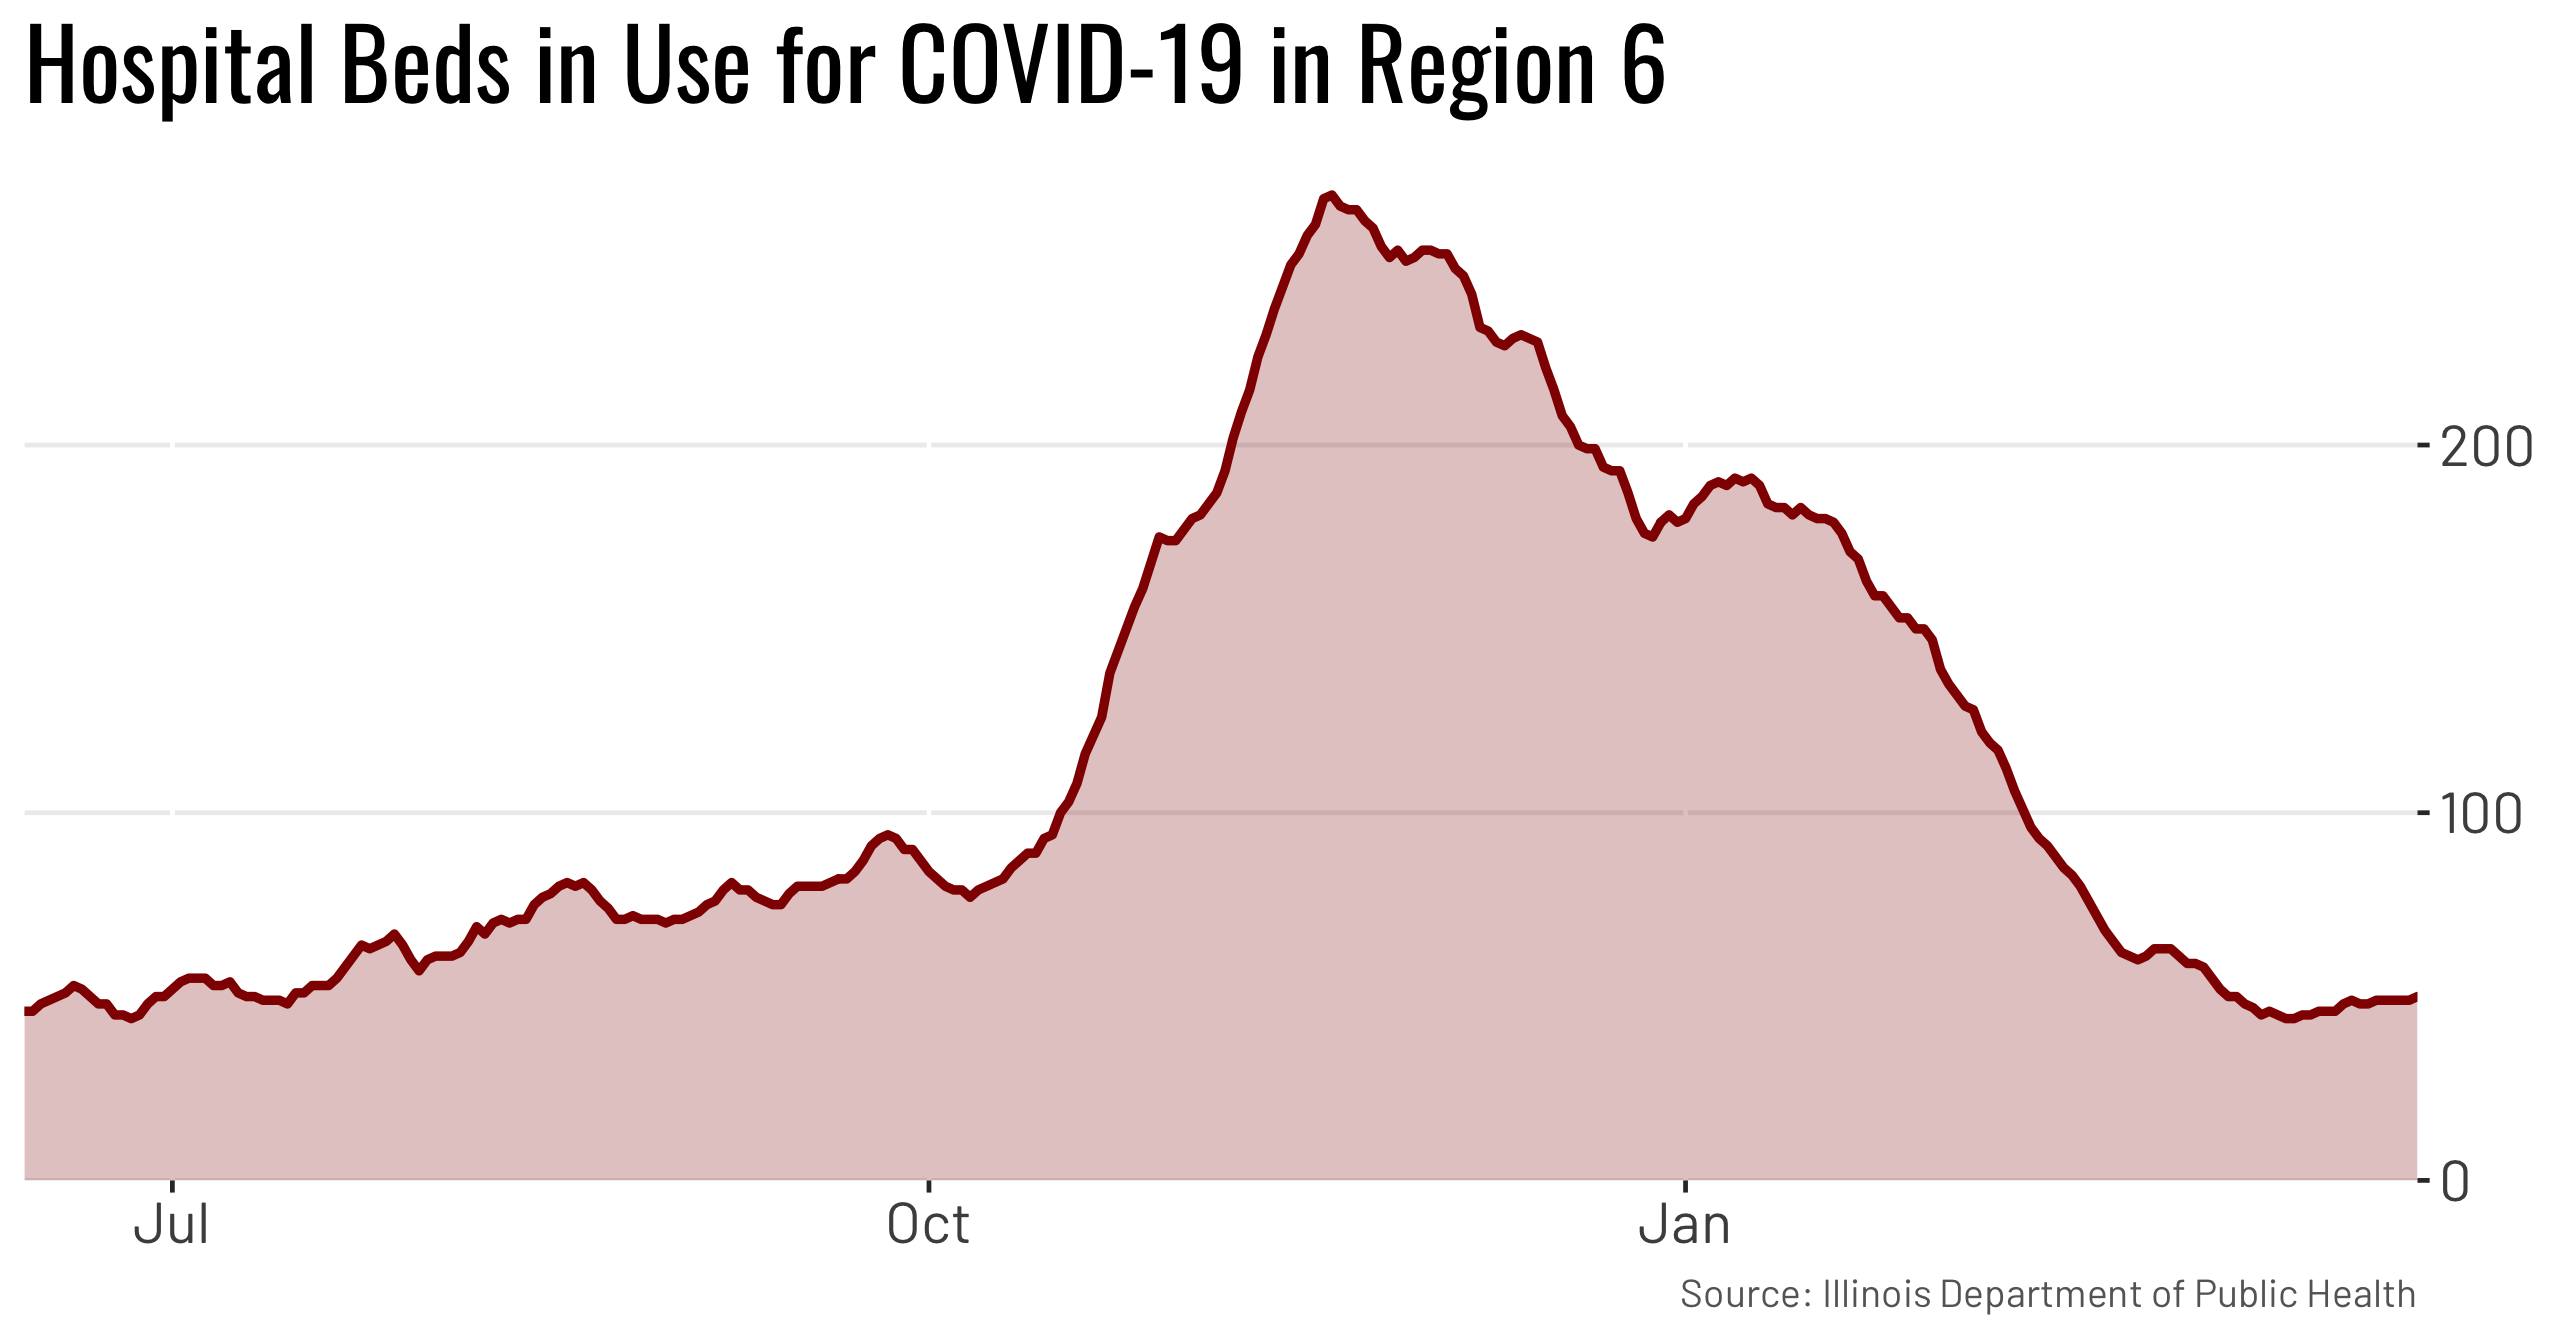 Hospital Beds in Use for COVID-19 in Region 6
200
100
0
Jul Oct Jan
Source: Illinois Department of Public Health